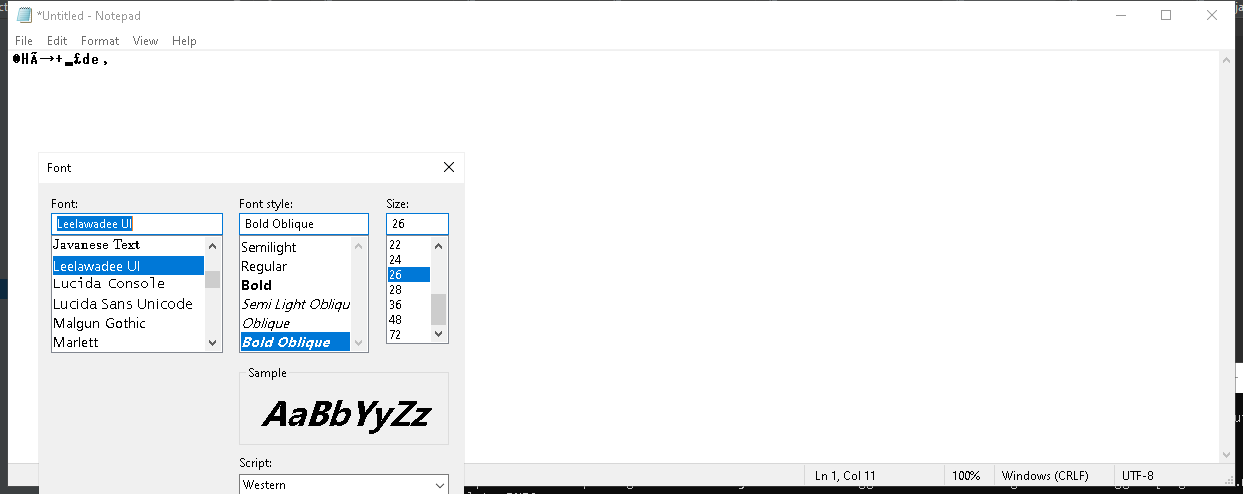 *Untitled - Notepad
File Edit Format View Help
Font
Font: Font style: Size:
Leelawadee UI Bold Oblique 26
Javanese Text
Leelawadee UI
Lucida Console
Lucida Sans Unicode
Malgun Gothic
Marlett
Semilight
Regular
Bold
Semi Light Obliqu
Oblique
Bold Oblique
22
24
26
28
36
48
72
Sample
AaBbYyZz
Script:
Western
Ln 1, Col 11 100% Windows (CRLF) UTF-8